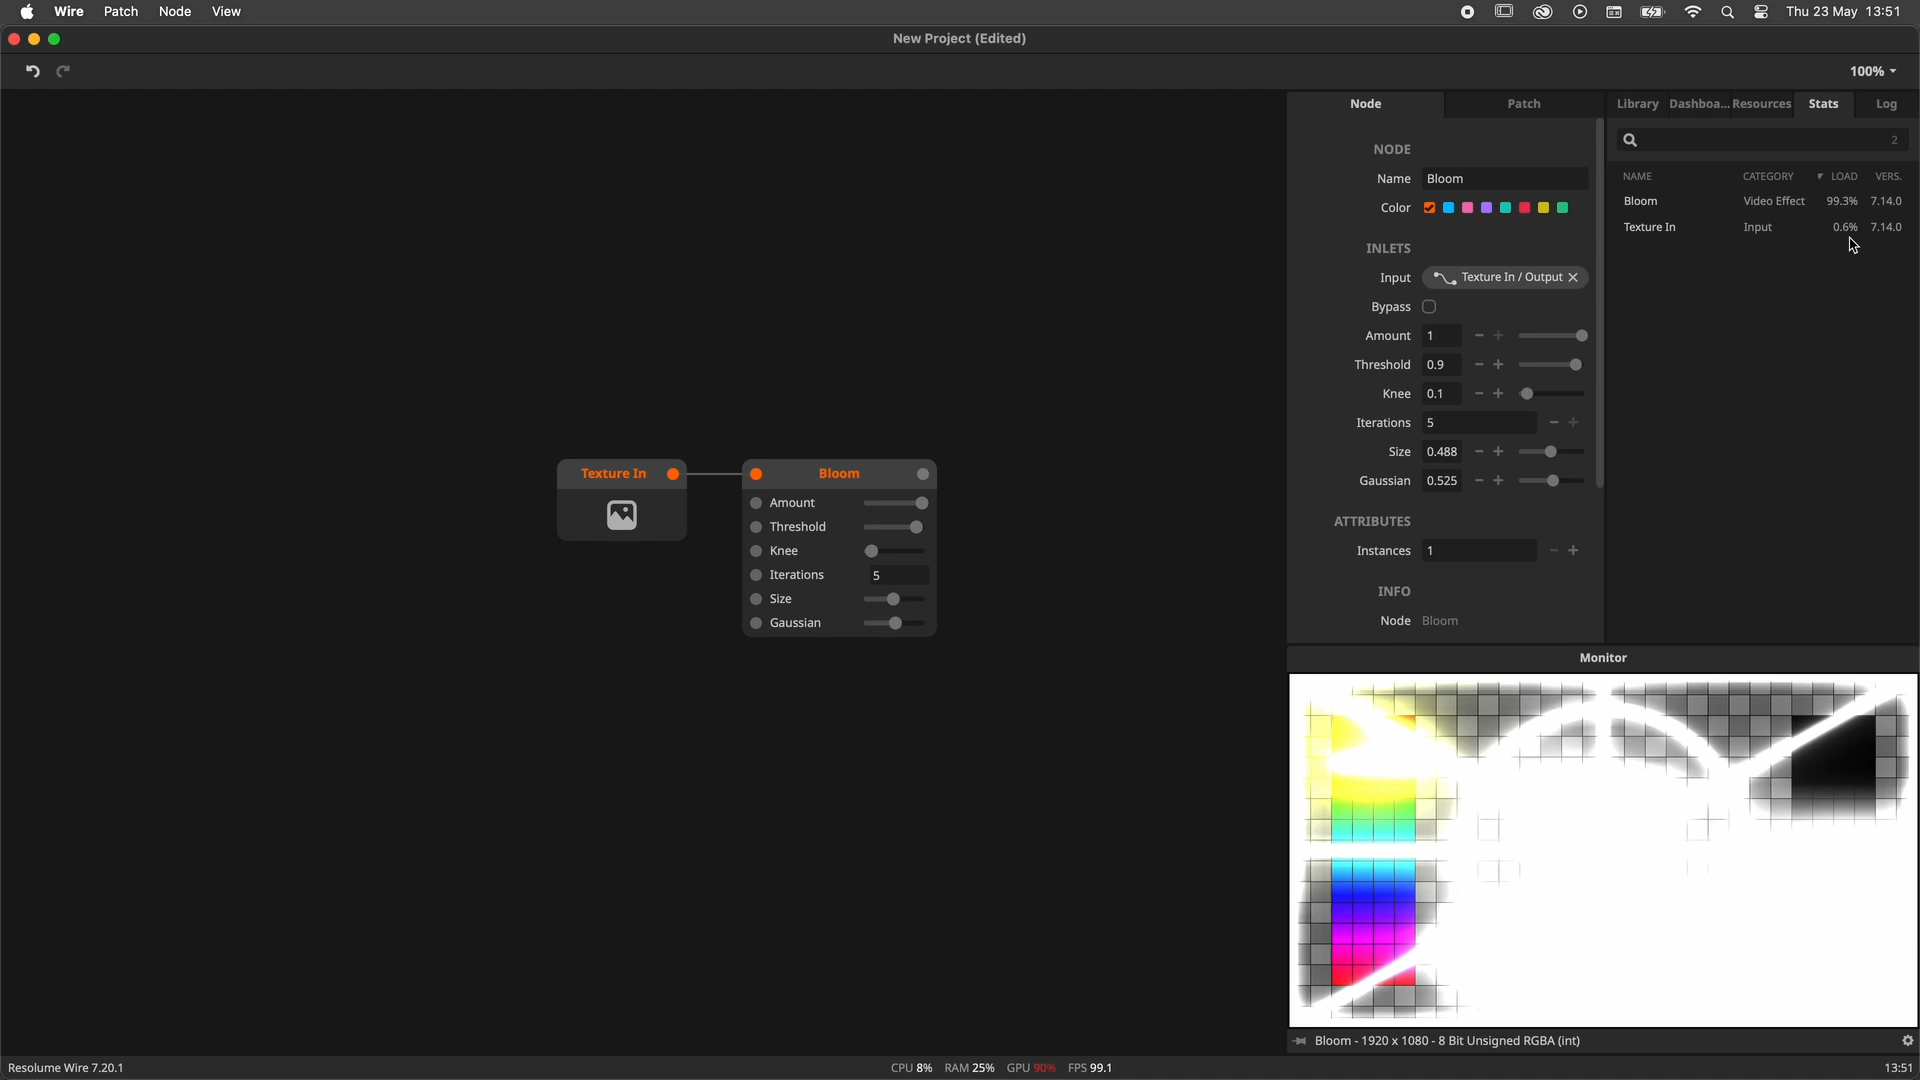 Wire Patch Node View Thu 23 May 13:51
New Project (Edited)
100%
Node Patch Library Dashboa... Resources Stats Log
2
NODE
Name Bloom
Color
INLETS
Input Texture In / Output
Bypass
Amount 1
Threshold 0.9
Knee 0.1
Iterations 5
Size 0.488
Gaussian 0.525
ATTRIBUTES
Instances 1
INFO
Node Bloom
NAME CATEGORY LOAD VERS.
Bloom Video Effect 99.3% 7.14.0
Texture In Input 0.6% 7.14.0
Texture In
Bloom
Amount
Threshold
Knee
Iterations 5
Size
Gaussian
Monitor
Bloom - 1920 x 1080 - 8 Bit Unsigned RGBA (int)
Resolume Wire 7.20.1 CPU 8% RAM 25% GPU 90% FPS 99.1 13:51